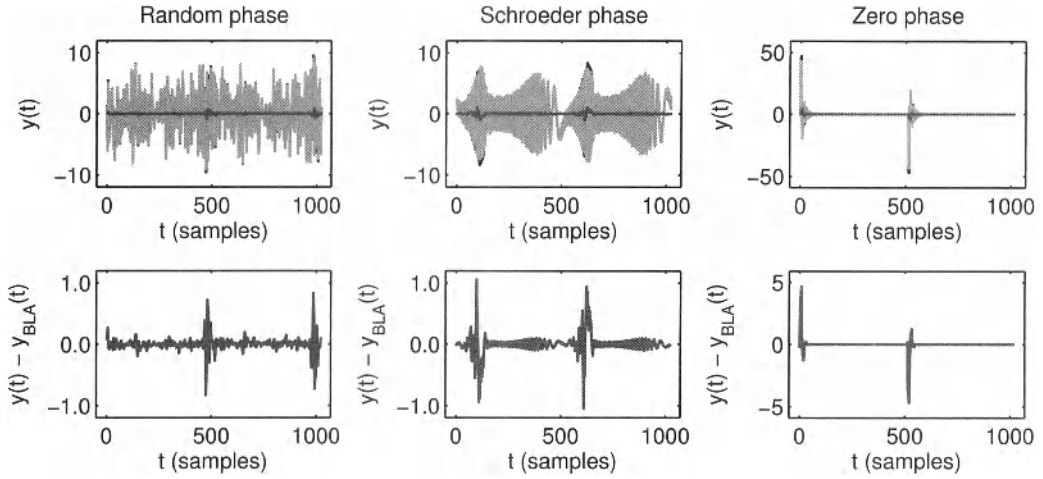 Random phase
Schroeder phase
Zero phase
y(t)
10
0
−10
0 500 1000
t (samples)
y(t)
10
0
−10
0 500 1000
t (samples)
y(t)
50
0
−50
0 500 1000
t (samples)
y(t) − yBLA(t)
1.0
0.0
−1.0
0 500 1000
t (samples)
y(t) − yBLA(t)
1.0
0.0
−1.0
0 500 1000
t (samples)
y(t) − yBLA(t)
5
0
−5
0 500 1000
t (samples)